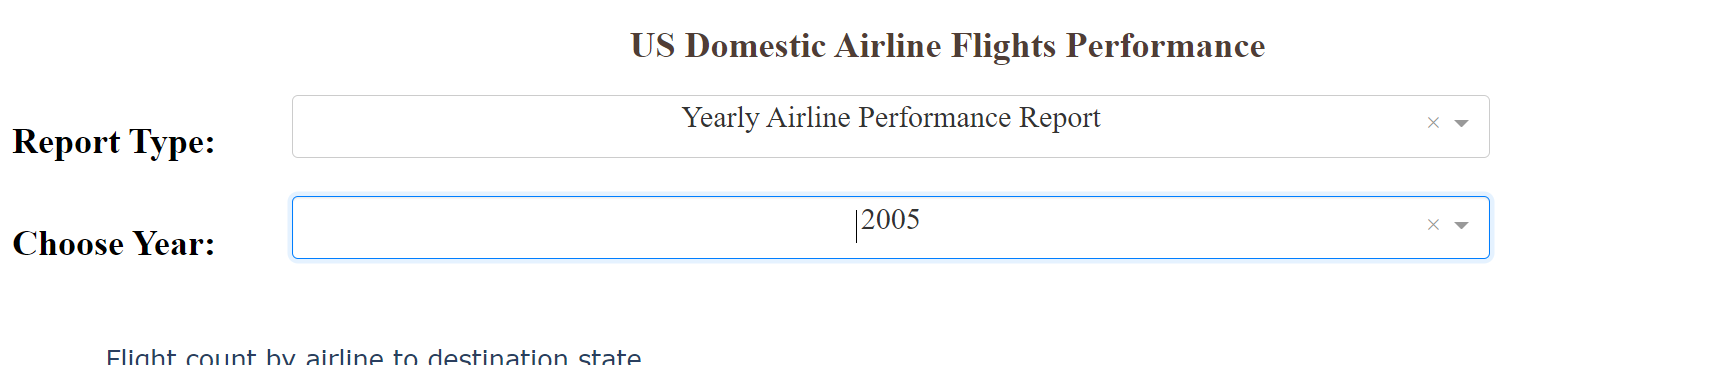 US Domestic Airline Flights Performance
Report Type:
Yearly Airline Performance Report
Choose Year:
2005
Flight count by airline to destination state